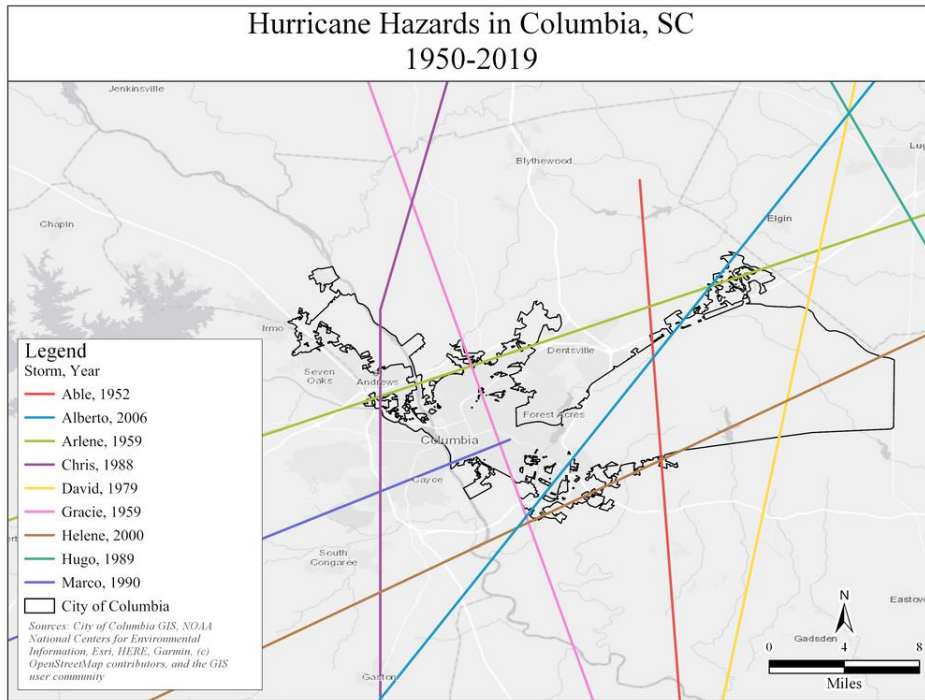 Hurricane Hazards in Columbia, SC
1950-2019
Jenkinsville
Blythewood
Lug
Chapin
Elgin
Irmo
Dentsville
Seven
Oaks
Andrews
Forest Acres
Columbia
Cayce
South
Congaree
Eastove
Gadsden
Gaston
Legend
Storm, Year
Able, 1952
Alberto, 2006
Arlene, 1959
Chris, 1988
David, 1979
Gracie, 1959
Helene, 2000
Hugo, 1989
Marco, 1990
City of Columbia
Sources: City of Columbia GIS, NOAA
National Centers for Environmental
Information, Esri, HERE, Garmin, (c)
OpenStreetMap contributors, and the GIS
user community
N
0 4 8
Miles